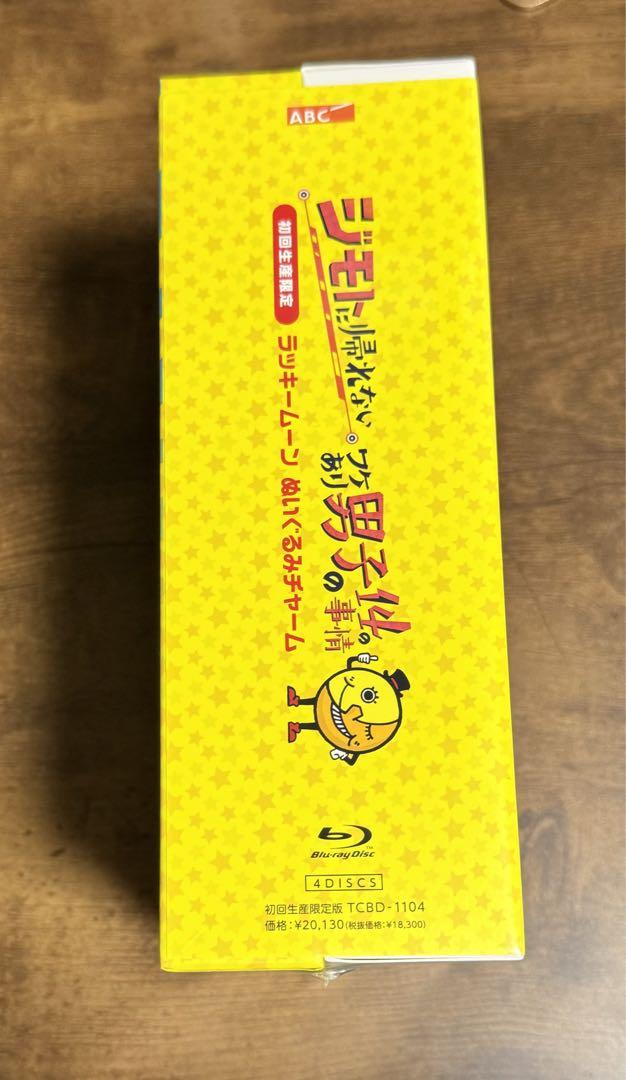 ABC
ジモトに帰れない
ワケあり男子の14の事情
初回生産限定
ラッキームーン ぬいぐるみチャーム
Blu-ray Disc™
4DISCS
初回生産限定版 TCBD-1104
価格:¥20,130(税抜価格:¥18,300)